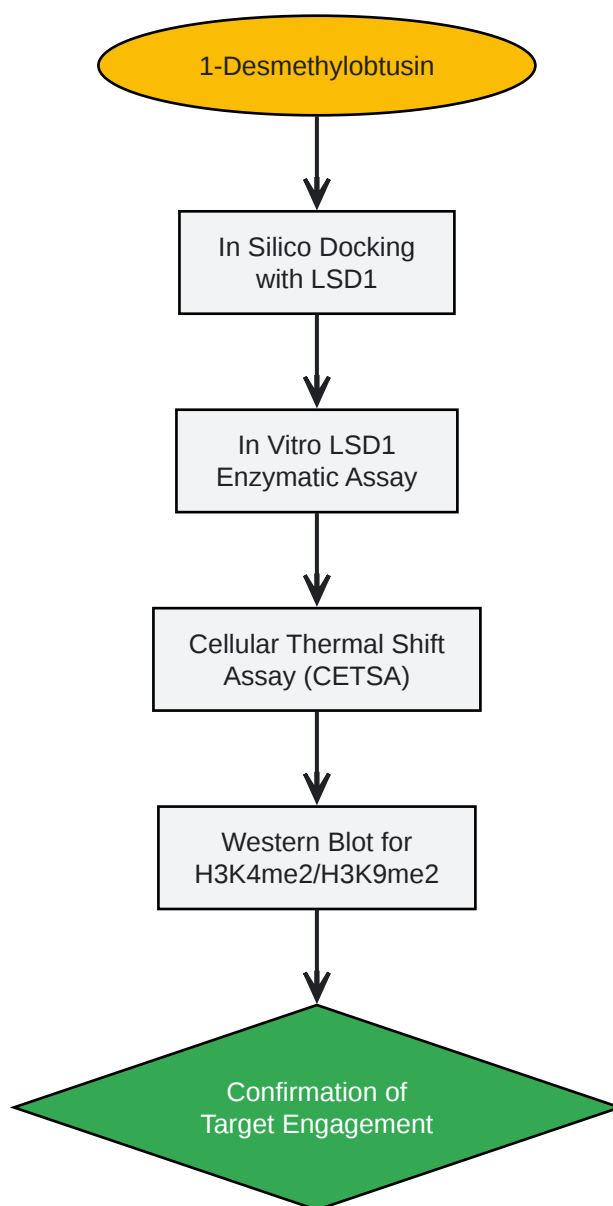 1-Desmethylobtusin
In Silico Docking
with LSD1
In Vitro LSD1
Enzymatic Assay
Cellular Thermal Shift
Assay (CETSA)
Western Blot for
H3K4me2/H3K9me2
Confirmation of
Target Engagement